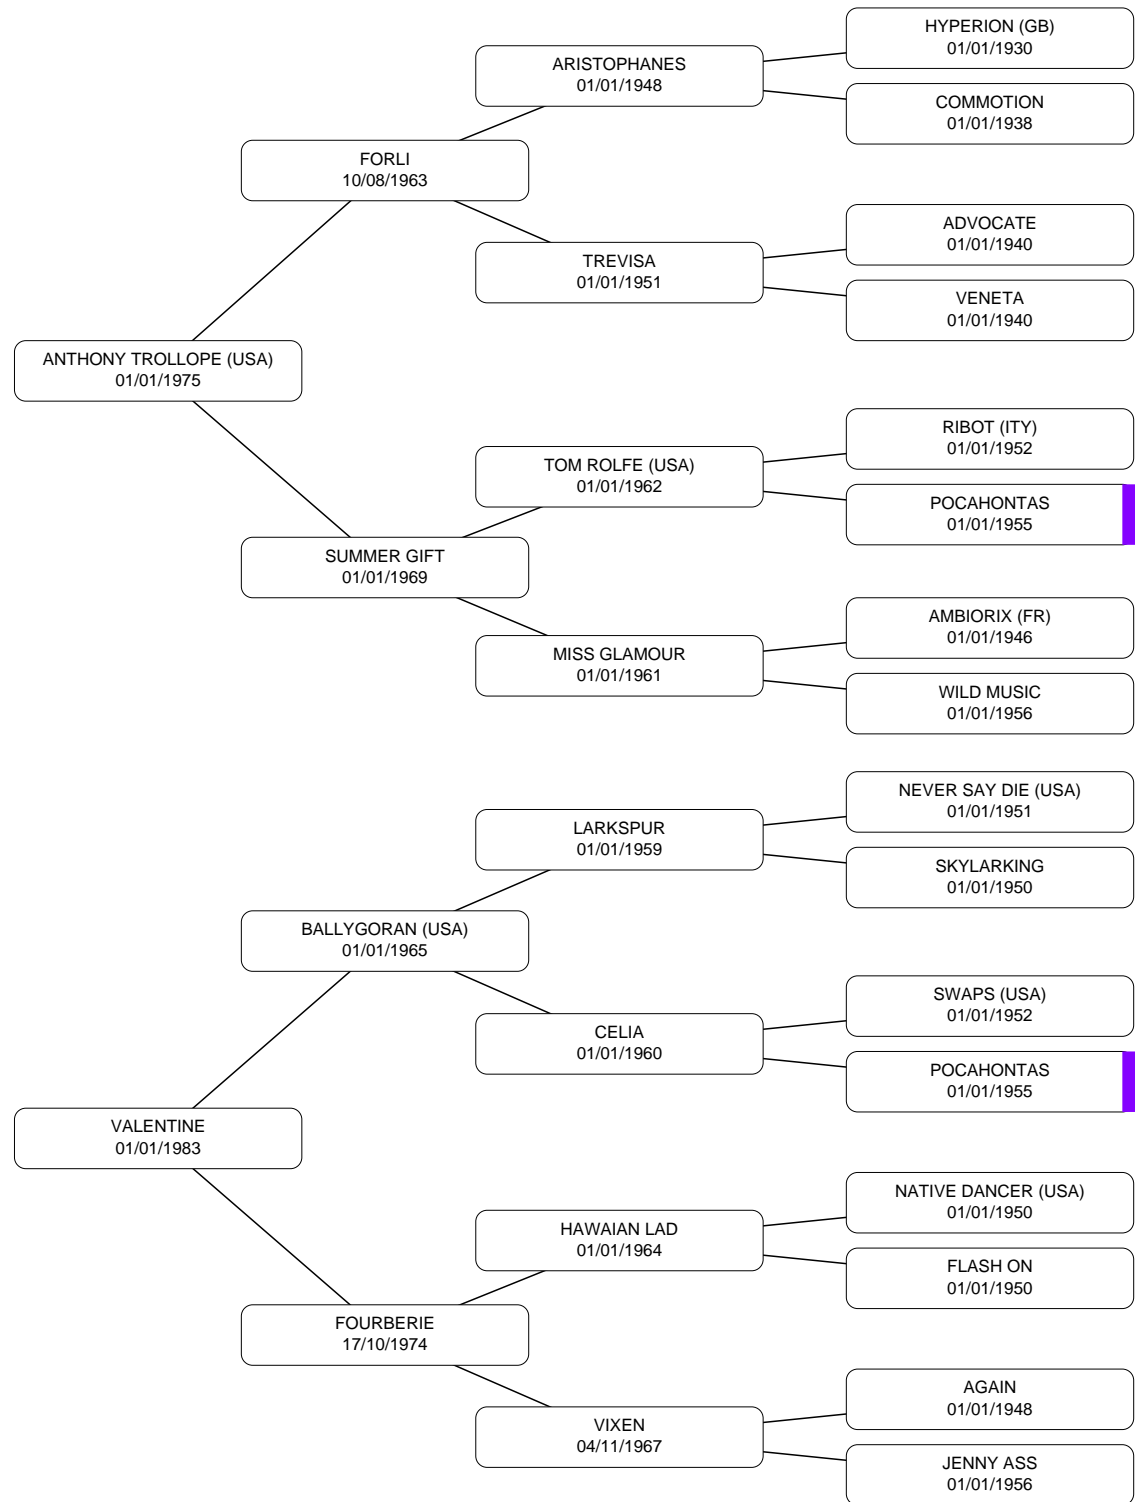 HYPERION (GB)
01/01/1930
ARISTOPHANES
01/01/1948
COMMOTION
01/01/1938
FORLI
10/08/1963
ADVOCATE
01/01/1940
TREVISA
01/01/1951
VENETA
01/01/1940
ANTHONY TROLLOPE (USA)
01/01/1975
RIBOT (ITY)
01/01/1952
TOM ROLFE (USA)
01/01/1962
POCAHONTAS
01/01/1955
SUMMER GIFT
01/01/1969
AMBIORIX (FR)
01/01/1946
MISS GLAMOUR
01/01/1961
WILD MUSIC
01/01/1956
NEVER SAY DIE (USA)
01/01/1951
LARKSPUR
01/01/1959
SKYLARKING
01/01/1950
BALLYGORAN (USA)
01/01/1965
SWAPS (USA)
01/01/1952
CELIA
01/01/1960
POCAHONTAS
01/01/1955
VALENTINE
01/01/1983
NATIVE DANCER (USA)
01/01/1950
HAWAIAN LAD
01/01/1964
FLASH ON
01/01/1950
FOURBERIE
17/10/1974
AGAIN
01/01/1948
VIXEN
04/11/1967
JENNY ASS
01/01/1956